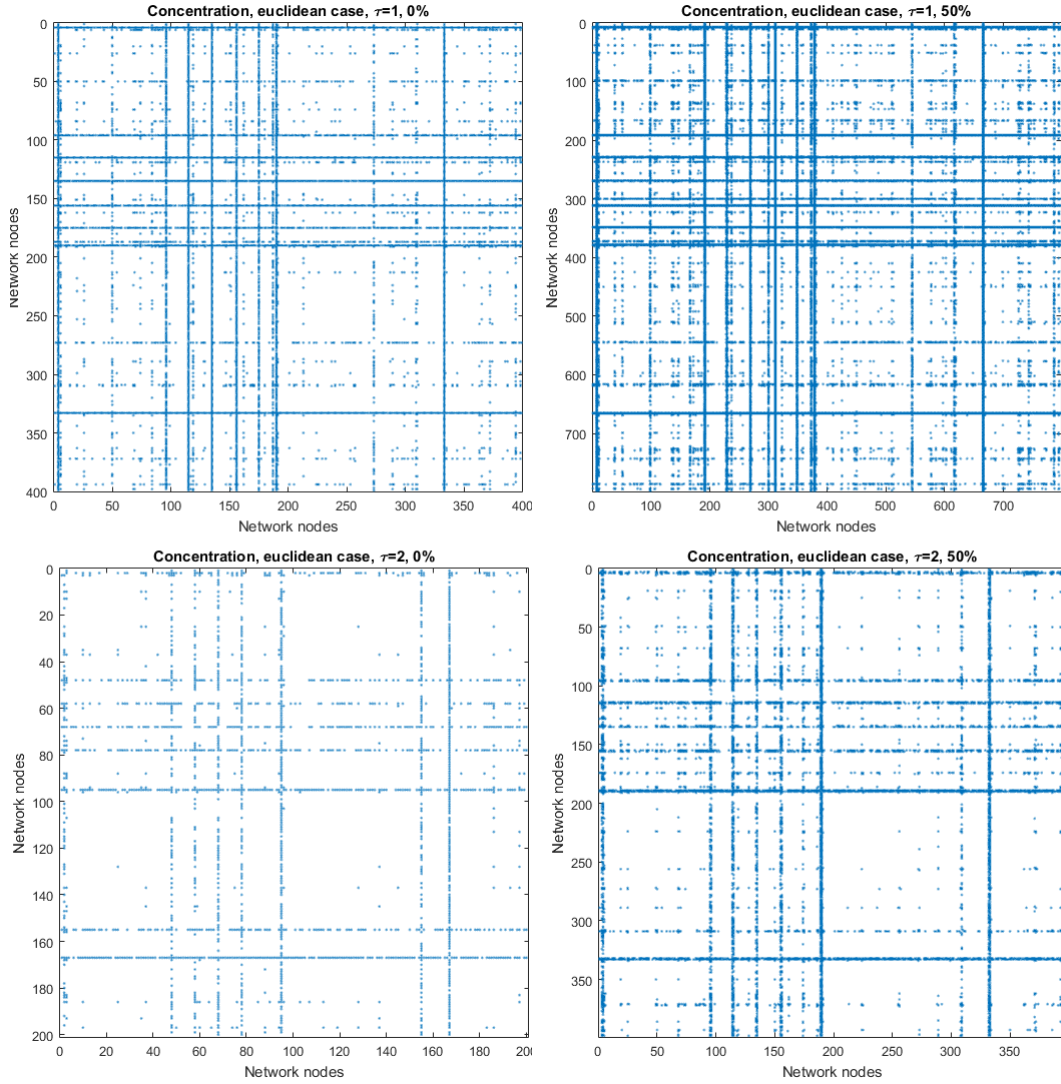 Concentration, euclidean case, τ=1, 0%
0
50
100
150
200
250
300
350
400
0 50 100 150 200 250 300 350 400
Network nodes
Network nodes
Concentration, euclidean case, τ=1, 50%
0
100
200
300
400
500
600
700
100 200 300 400 500 600 700
Network nodes
Network nodes
Concentration, euclidean case, τ=2, 0%
0
20
40
60
80
100
120
140
160
180
200
0 20 40 60 80 100 120 140 160 180 20
Network nodes
Network nodes
Concentration, euclidean case, τ=2, 50%
0
50
100
150
200
250
300
350
0 50 100 150 200 250 300 350
Network nodes
Network nodes